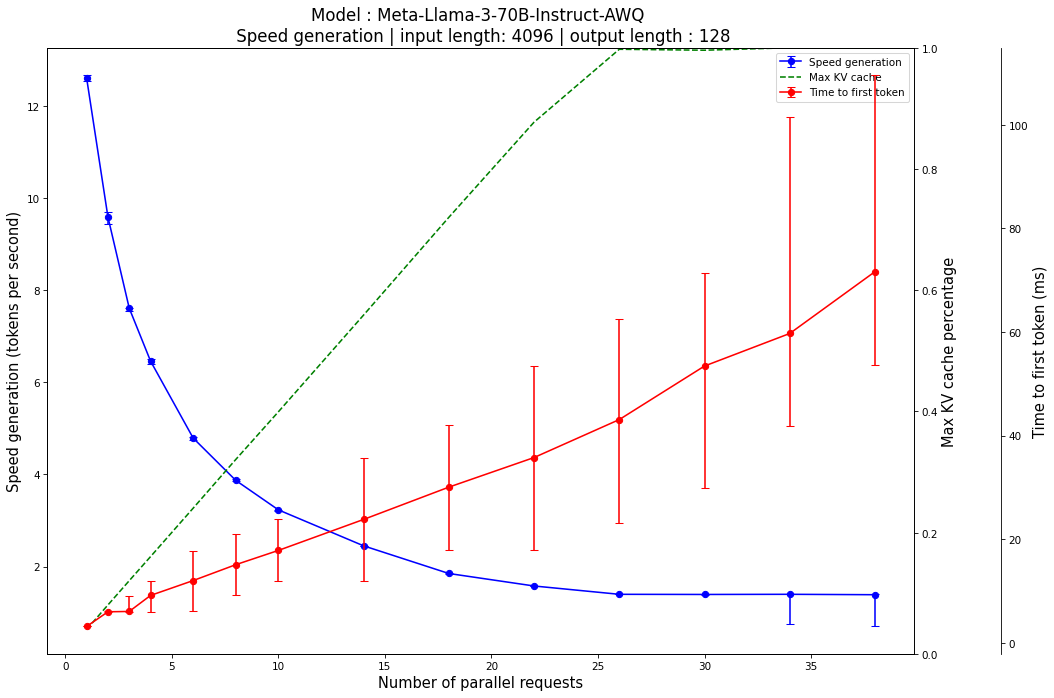 Model : Meta-Llama-3-70B-Instruct-AWQ
Speed generation | input length: 4096 | output length : 128
Speed generation
Max KV cache
Time to first token
Speed generation (tokens per second)
12
10
8
6
4
2
0
5
10
15
20
25
30
35
Number of parallel requests
1.0
0.8
0.6
0.4
0.2
0.0
Max KV cache percentage
100
80
60
40
20
0
Time to first token (ms)